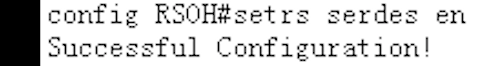 config RSOH#setrs serdes en
Successful Configuration!